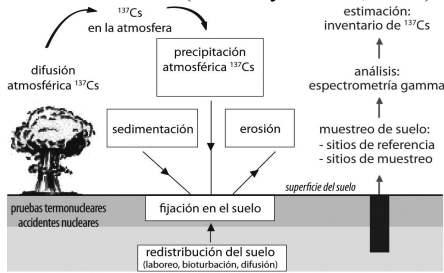 ¹³⁷Cs
en la atmosfera
difusión
atmosférica ¹³⁷Cs
precipitación
atmosférica ¹³⁷Cs
sedimentación
erosión
pruebas termonucleares
accidentes nucleares
fijación en el suelo
redistribución del suelo
(laboreo, bioturbación, difusión)
superficie del suelo
estimación:
inventario de ¹³⁷Cs
análisis:
espectrometría gamma
muestreo de suelo:
- sitios de referencia
- sitios de muestreo